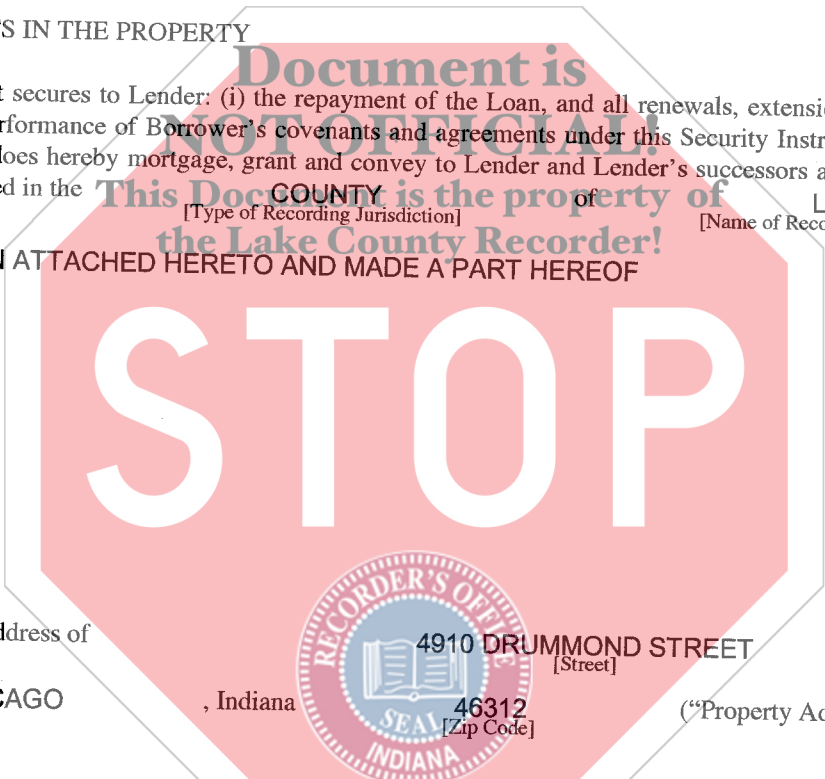 'S IN THE PROPERTY
Document is
t secures to Lender: (i) the repayment of the Loan, and all renewals, extensi
rformance of Borrower's covenants and agreements under this Security Instr
NOT OFFICIAL!
loes hereby mortgage, grant and convey to Lender and Lender's successors a
ed in the COUNTY of L
This Document is the property of
[Type of Recording Jurisdiction] [Name of Reco
the Lake County Recorder!
ATTACHED HERETO AND MADE A PART HEREOF
STOP
RECORDER'S OFFICE
ddress of 4910 DRUMMOND STREET
[Street]
CAGO , Indiana 46312 ("Property Ad
[Zip Code]
SEAL
INDIANA